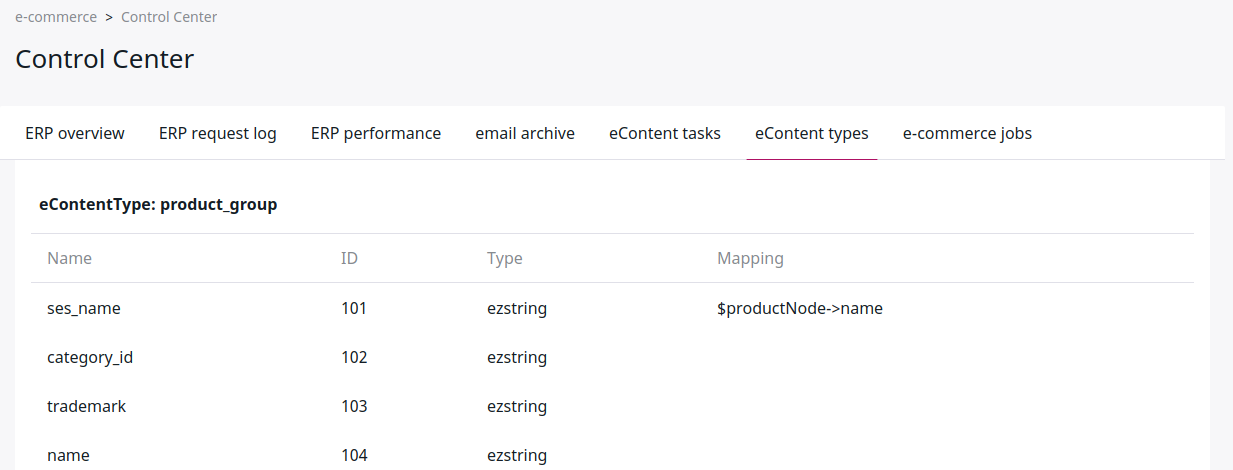 e-commerce > Control Center
Control Center
ERP overview ERP request log ERP performance email archive eContent tasks eContent types e-commerce jobs
eContentType: product_group
Name ID Type Mapping
ses_name 101 ezstring $productNode->name
category_id 102 ezstring
trademark 103 ezstring
name 104 ezstring